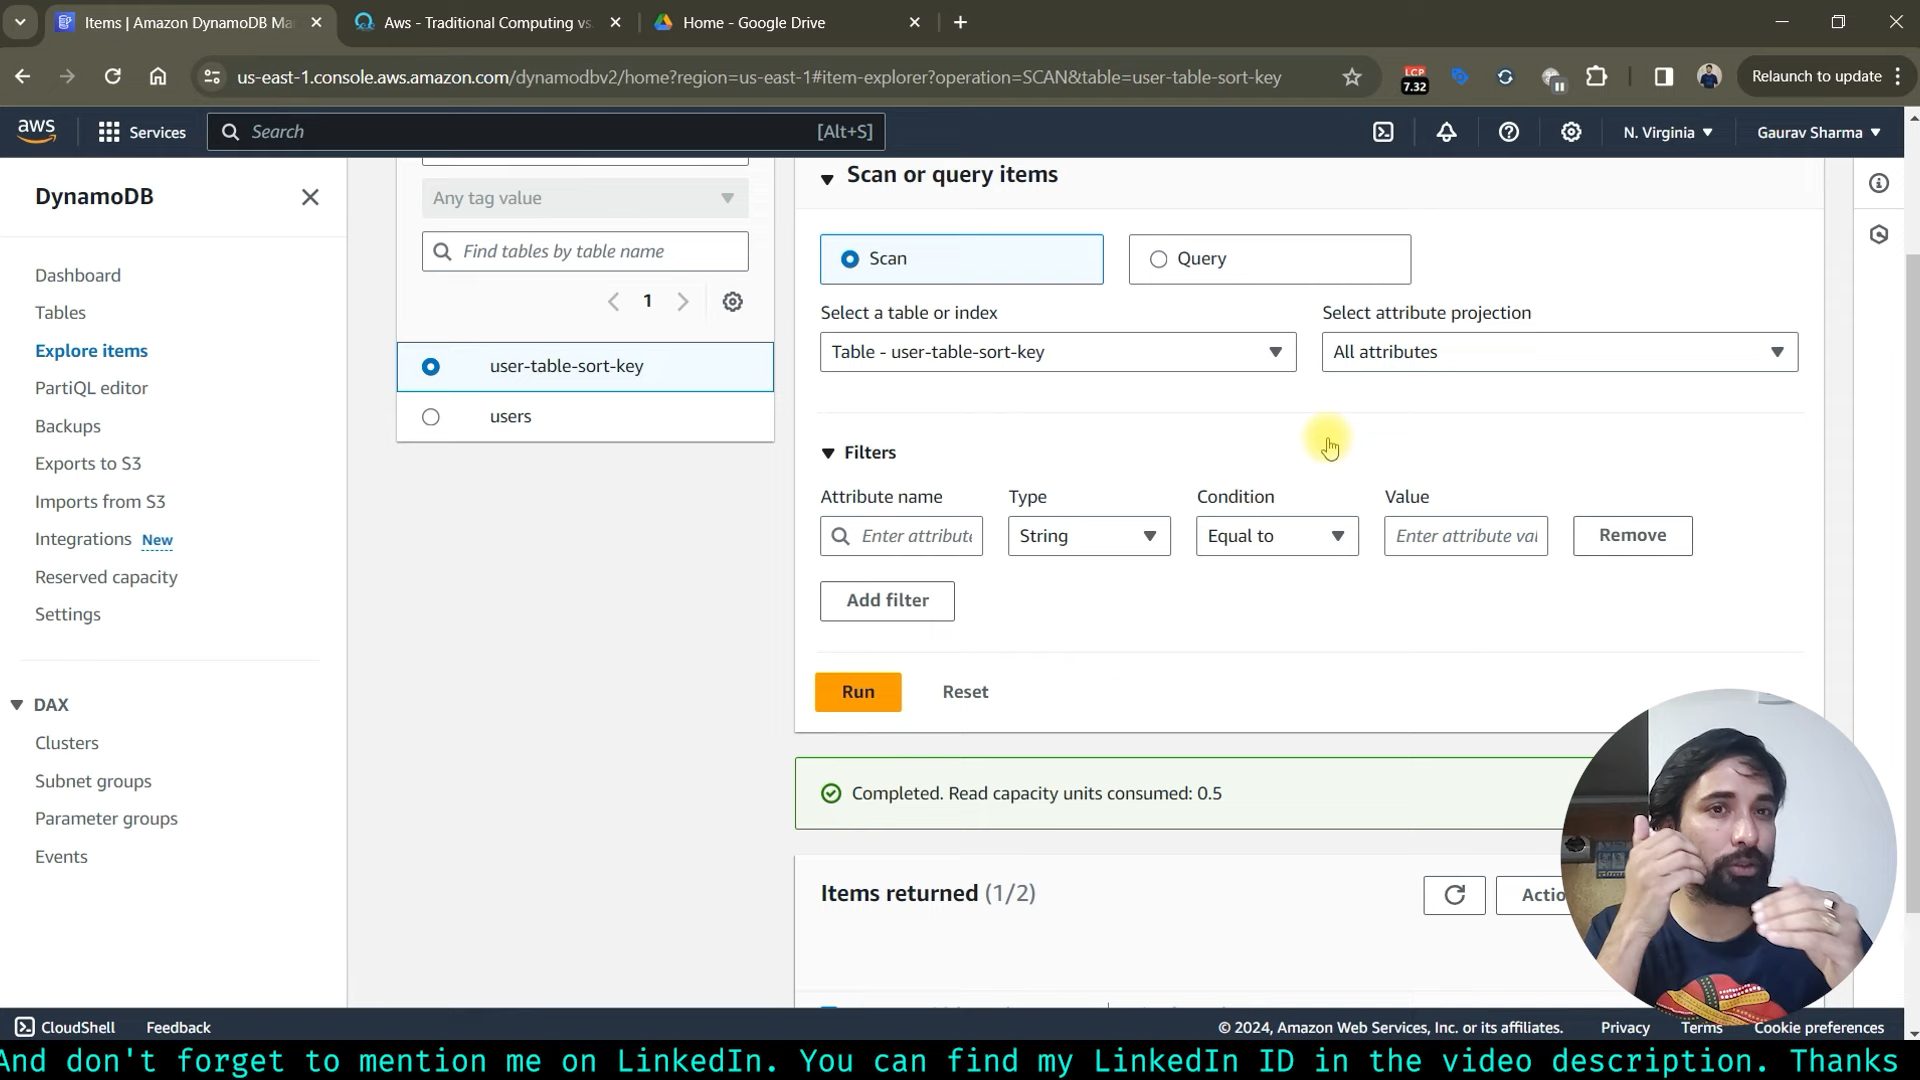 Items | Amazon DynamoDB Ma
Aws - Traditional Computing vs.
Home - Google Drive
us-east-1.console.aws.amazon.com/dynamodbv2/home?region=us-east-1#item-explorer?operation=SCAN&table=user-table-sort-key
LCP
7.32
Relaunch to update
aws
Services
Search
[Alt+S]
N. Virginia
Gaurav Sharma
DynamoDB
Dashboard
Tables
Explore items
PartiQL editor
Backups
Exports to S3
Imports from S3
Integrations New
Reserved capacity
Settings
DAX
Clusters
Subnet groups
Parameter groups
Events
Any tag value
Find tables by table name
1
user-table-sort-key
users
Scan or query items
Scan
Query
Select a table or index
Select attribute projection
Table - user-table-sort-key
All attributes
Filters
Attribute name
Type
Condition
Value
Enter attribute
String
Equal to
Enter attribute val
Remove
Add filter
Run
Reset
Completed. Read capacity units consumed: 0.5
Items returned (1/2)
Actio
CloudShell
Feedback
© 2024, Amazon Web Services, Inc. or its affiliates.
Privacy
Terms
Cookie preferences
And don't forget to mention me on LinkedIn. You can find my LinkedIn ID in the video description. Thanks